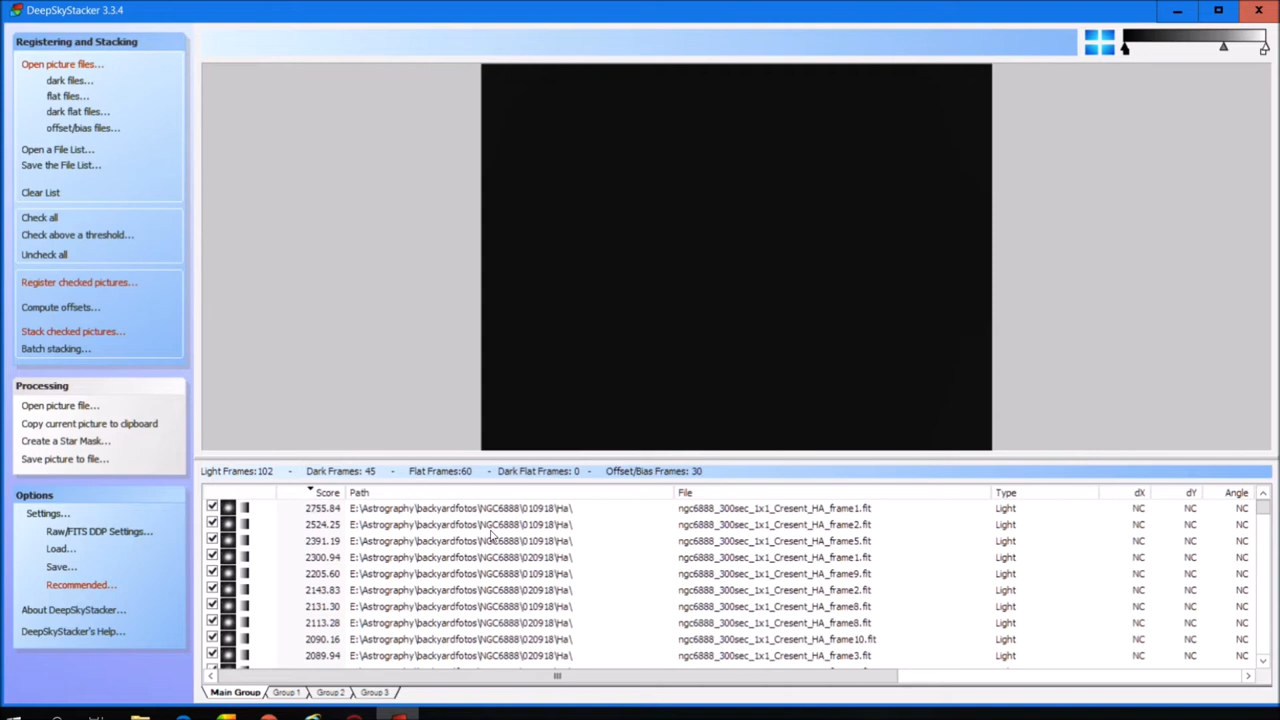 DeepSkyStacker 3.3.4
Registering and Stacking
Open picture files...
dark files...
flat files...
dark flat files...
offset/bias files...
Open a File List...
Save the File List...
Clear List
Check all
Check above a threshold...
Uncheck all
Register checked pictures...
Compute offsets...
Stack checked pictures...
Batch stacking...
Processing
Open picture file...
Copy current picture to clipboard
Create a Star Mask...
Save picture to file...
Options
Settings...
Raw/FITS DDP Settings...
Load...
Save...
Recommended...
About DeepSkyStacker...
DeepSkyStacker's Help...
Light Frames:102 - Dark Frames: 45 - Flat Frames:60 - Dark Flat Frames: 0 - Offset/Bias Frames: 30
Score Path File Type dX dY Angle
2755.84 E:\Astrography\backyardfotos\NGC6888\010918\Ha\ ngc6888_300sec_1x1_Cresent_HA_frame1.fit Light NC NC NC
2524.25 E:\Astrography\backyardfotos\NGC6888\010918\Ha\ ngc6888_300sec_1x1_Cresent_HA_frame2.fit Light NC NC NC
2391.19 E:\Astrography\backyardfotos\NGC6888\010918\Ha\ ngc6888_300sec_1x1_Cresent_HA_frame5.fit Light NC NC NC
2300.94 E:\Astrography\backyardfotos\NGC6888\020918\Ha\ ngc6888_300sec_1x1_Cresent_HA_frame1.fit Light NC NC NC
2205.60 E:\Astrography\backyardfotos\NGC6888\010918\Ha\ ngc6888_300sec_1x1_Cresent_HA_frame9.fit Light NC NC NC
2143.83 E:\Astrography\backyardfotos\NGC6888\020918\Ha\ ngc6888_300sec_1x1_Cresent_HA_frame2.fit Light NC NC NC
2131.30 E:\Astrography\backyardfotos\NGC6888\010918\Ha\ ngc6888_300sec_1x1_Cresent_HA_frame8.fit Light NC NC NC
2113.28 E:\Astrography\backyardfotos\NGC6888\020918\Ha\ ngc6888_300sec_1x1_Cresent_HA_frame8.fit Light NC NC NC
2090.16 E:\Astrography\backyardfotos\NGC6888\020918\Ha\ ngc6888_300sec_1x1_Cresent_HA_frame10.fit Light NC NC NC
2089.94 E:\Astrography\backyardfotos\NGC6888\020918\Ha\ ngc6888_300sec_1x1_Cresent_HA_frame3.fit Light NC NC NC
Main Group Group 1 Group 2 Group 3